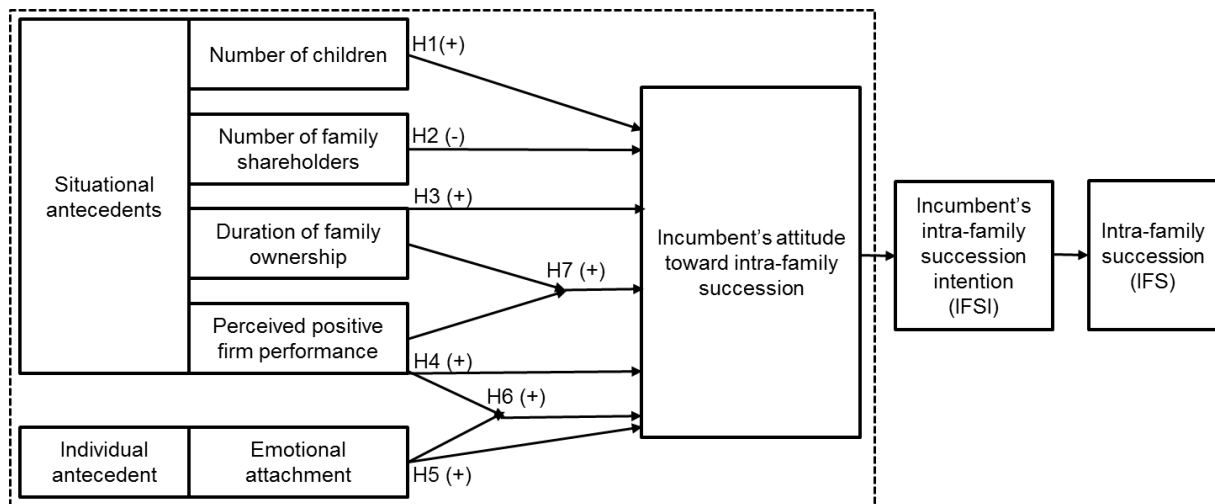 Situational
antecedents
Number of children
H1(+)
Number of family
shareholders
H2 (-)
H3 (+)
Duration of family
ownership
H7 (+)
Perceived positive
firm performance
H4 (+)
H6 (+)
Individual
antecedent
Emotional
attachment
H5 (+)
Incumbent’s attitude
toward intra-family
succession
Incumbent’s
intra-family
succession
intention
(IFSI)
Intra-family
succession
(IFS)